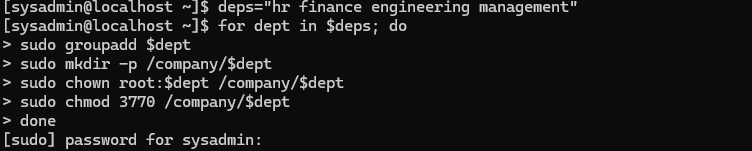 [sysadmin@localhost ~]$ deps="hr finance engineering management"
[sysadmin@localhost ~]$ for dept in $deps; do
> sudo groupadd $dept
> sudo mkdir -p /company/$dept
> sudo chown root:$dept /company/$dept
> sudo chmod 3770 /company/$dept
> done
[sudo] password for sysadmin: